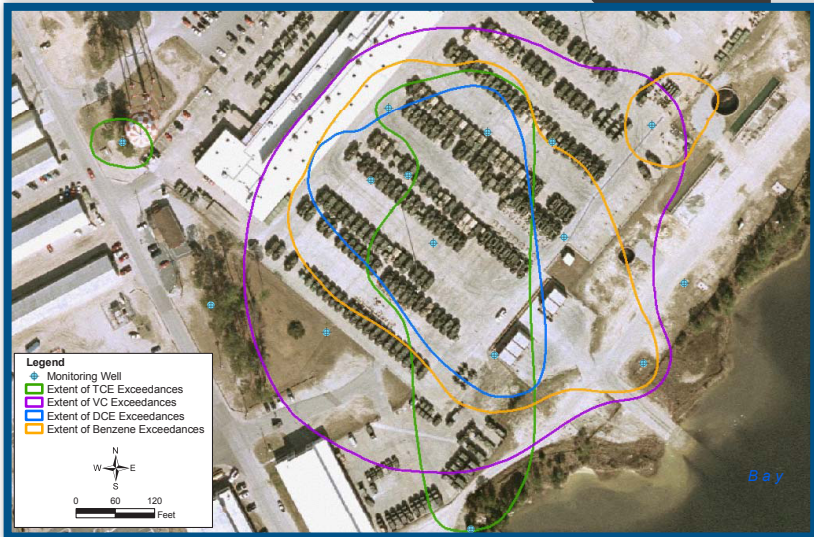 Legend
Monitoring Well
Extent of TCE Exceedances
Extent of VC Exceedances
Extent of DCE Exceedances
Extent of Benzene Exceedances
N
W E
S
0 60 120
Feet
Bay